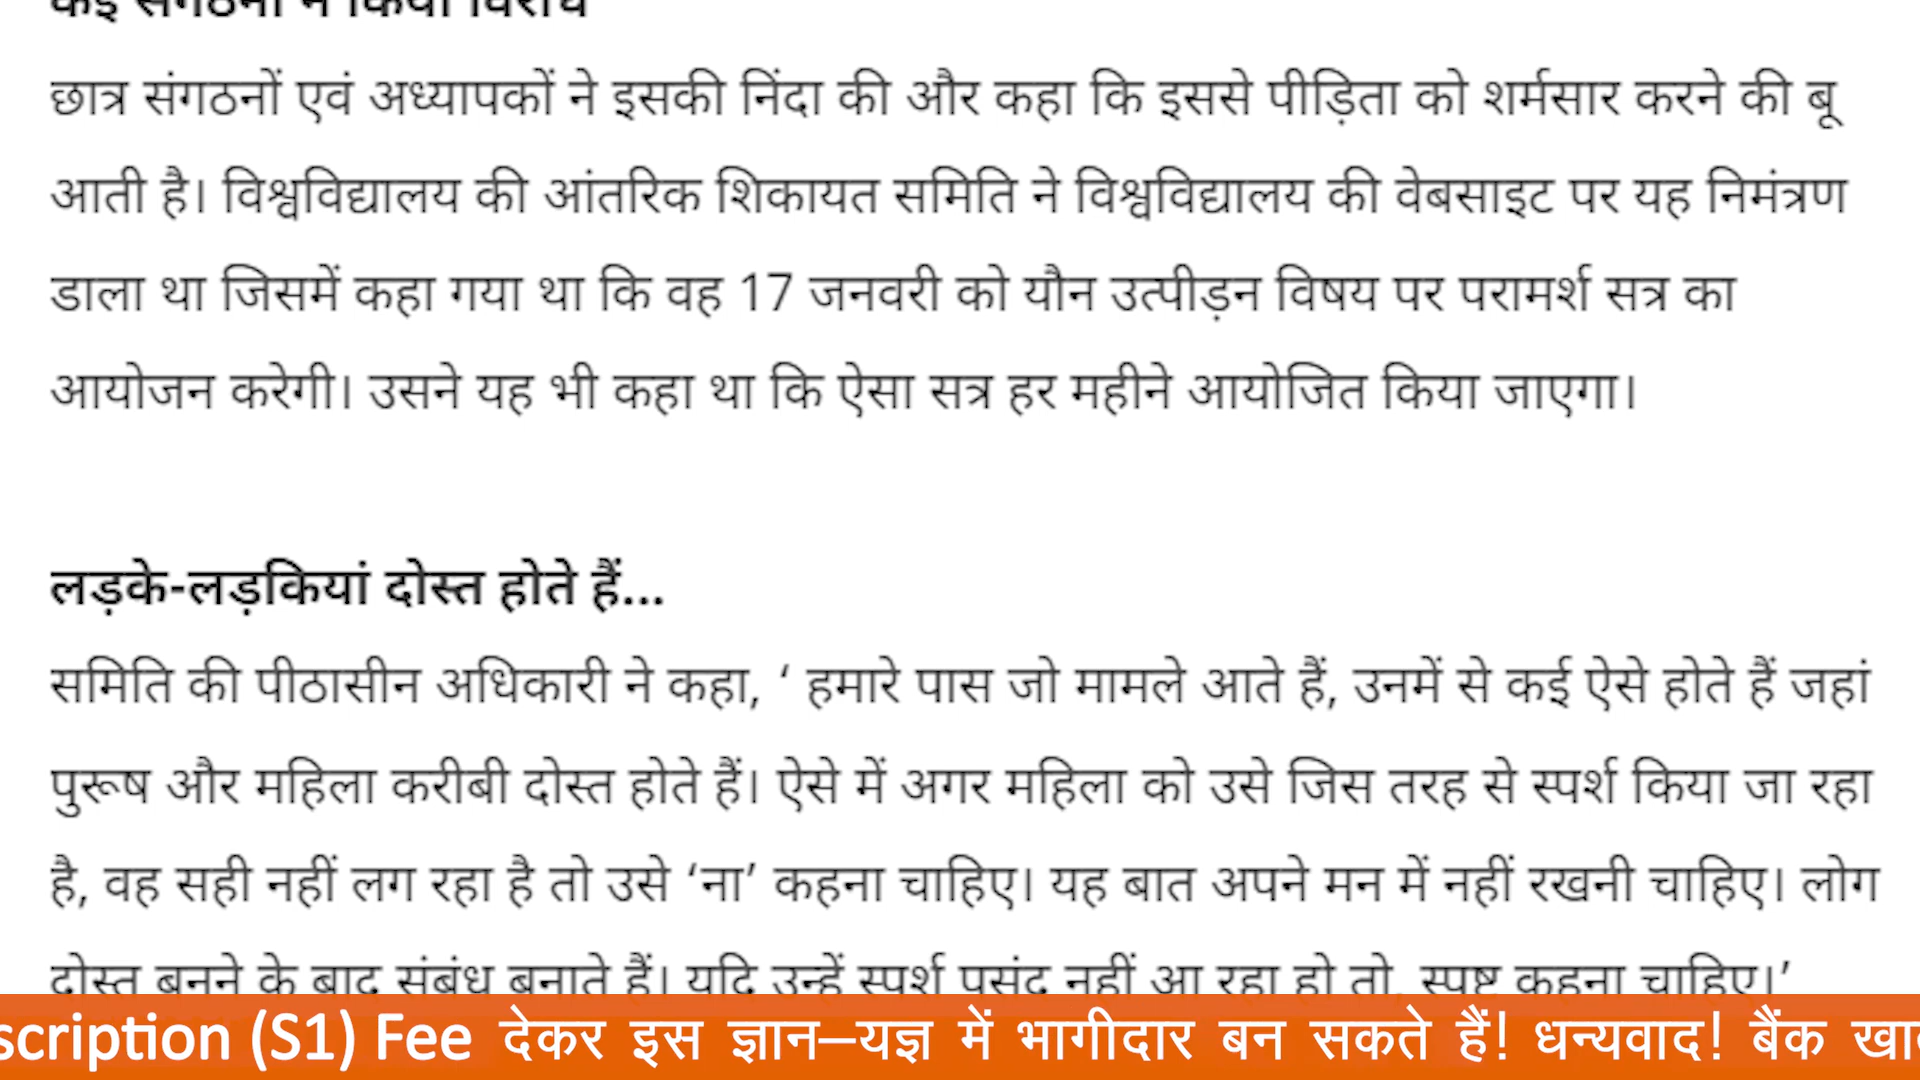 कई संगठनों ने किया विरोध
छात्र संगठनों एवं अध्यापकों ने इसकी निंदा की और कहा कि इससे पीड़िता को शर्मसार करने की बू
आती है। विश्वविद्यालय की आंतरिक शिकायत समिति ने विश्वविद्यालय की वेबसाइट पर यह निमंत्रण
डाला था जिसमें कहा गया था कि वह 17 जनवरी को यौन उत्पीड़न विषय पर परामर्श सत्र का
आयोजन करेगी। उसने यह भी कहा था कि ऐसा सत्र हर महीने आयोजित किया जाएगा।
लड़के-लड़कियां दोस्त होते हैं...
समिति की पीठासीन अधिकारी ने कहा, ‘ हमारे पास जो मामले आते हैं, उनमें से कई ऐसे होते हैं जहां
पुरूष और महिला करीबी दोस्त होते हैं। ऐसे में अगर महिला को उसे जिस तरह से स्पर्श किया जा रहा
है, वह सही नहीं लग रहा है तो उसे ‘ना’ कहना चाहिए। यह बात अपने मन में नहीं रखनी चाहिए। लोग
दोस्त बनने के बाद संबंध बनाते हैं। यदि उन्हें स्पर्श पसंद नहीं आ रहा हो तो, स्पष्ट कहना चाहिए।’
scription (S1) Fee देकर इस ज्ञान–यज्ञ में भागीदार बन सकते हैं! धन्यवाद! बैंक